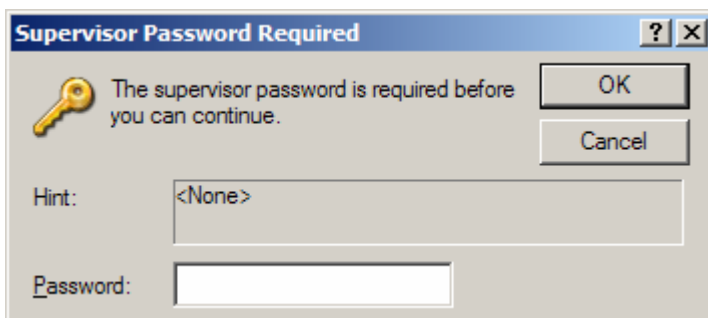 Supervisor Password Required
The supervisor password is required before
you can continue.
OK
Cancel
Hint:
<None>
Password: